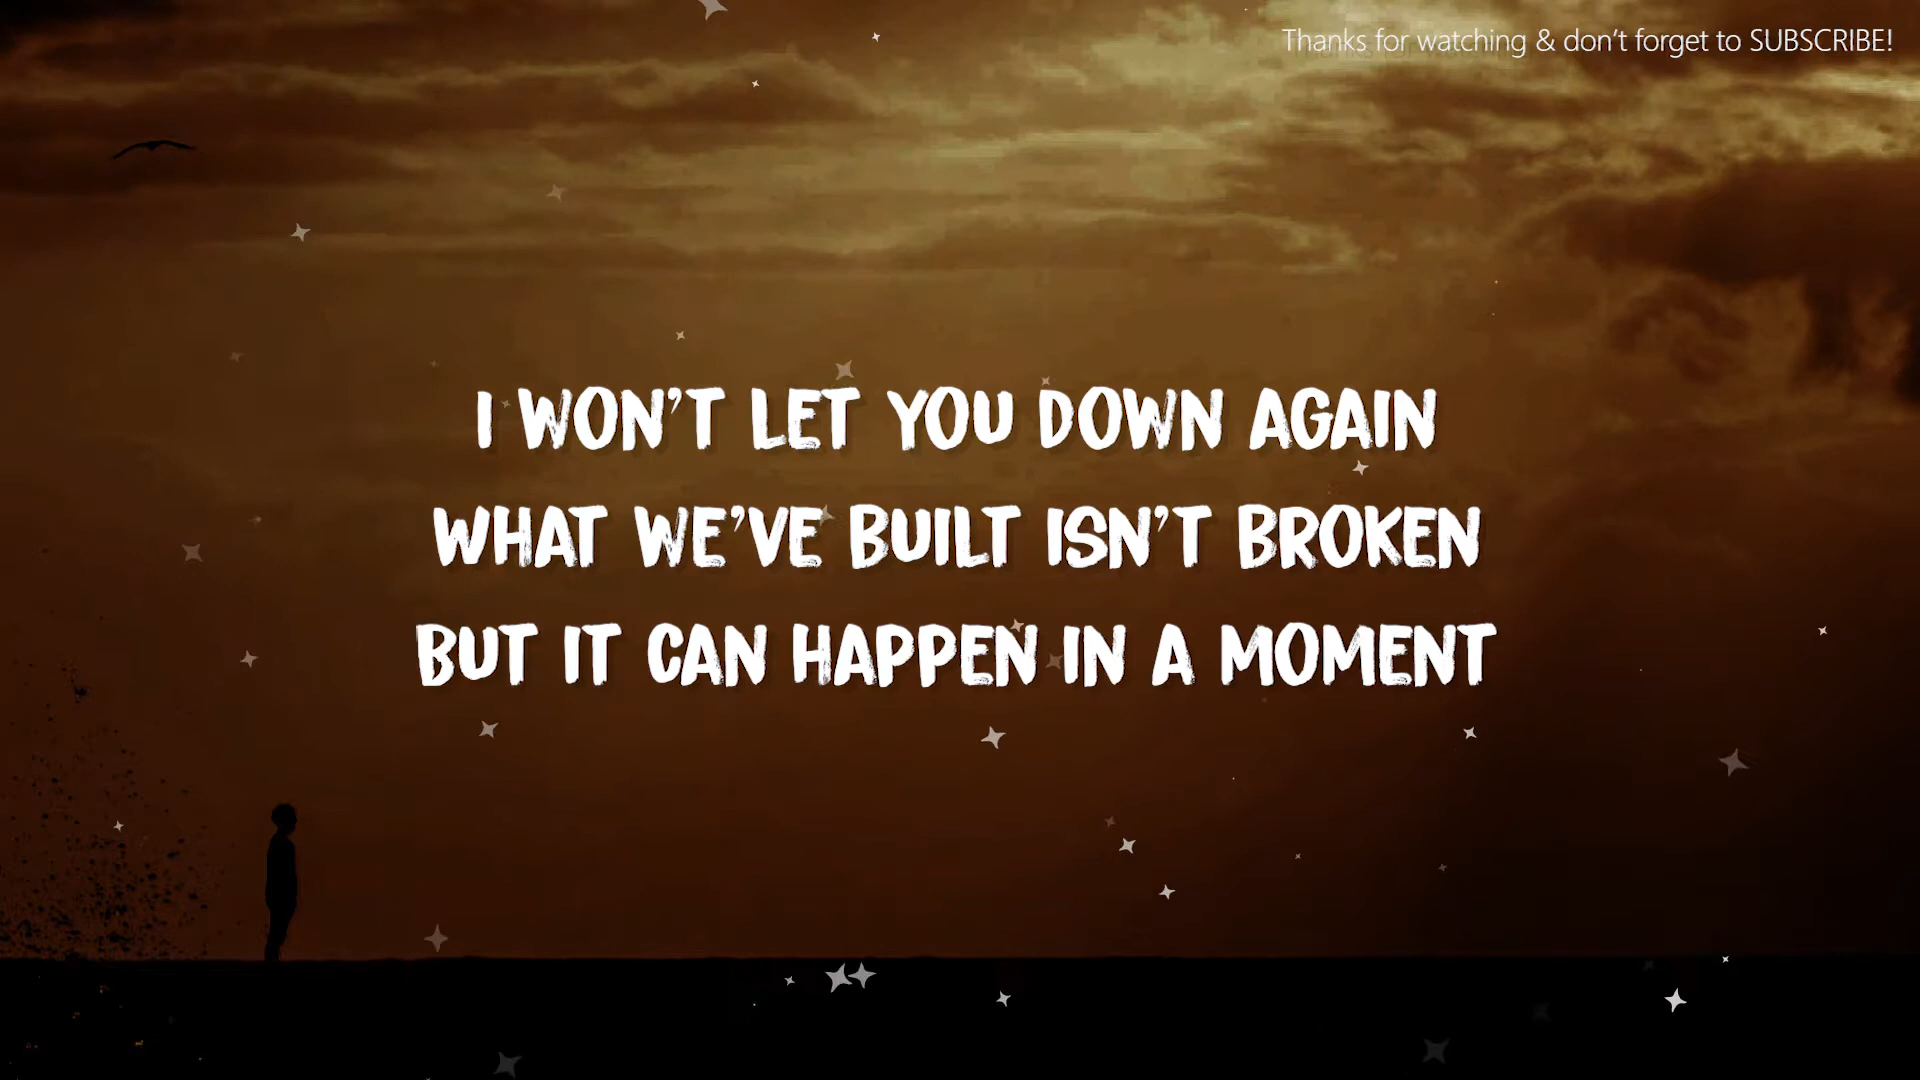 Thanks for watching & don't forget to SUBSCRIBE!
I WON'T LET YOU DOWN AGAIN
WHAT WE'VE BUILT ISN'T BROKEN
BUT IT CAN HAPPEN IN A MOMENT